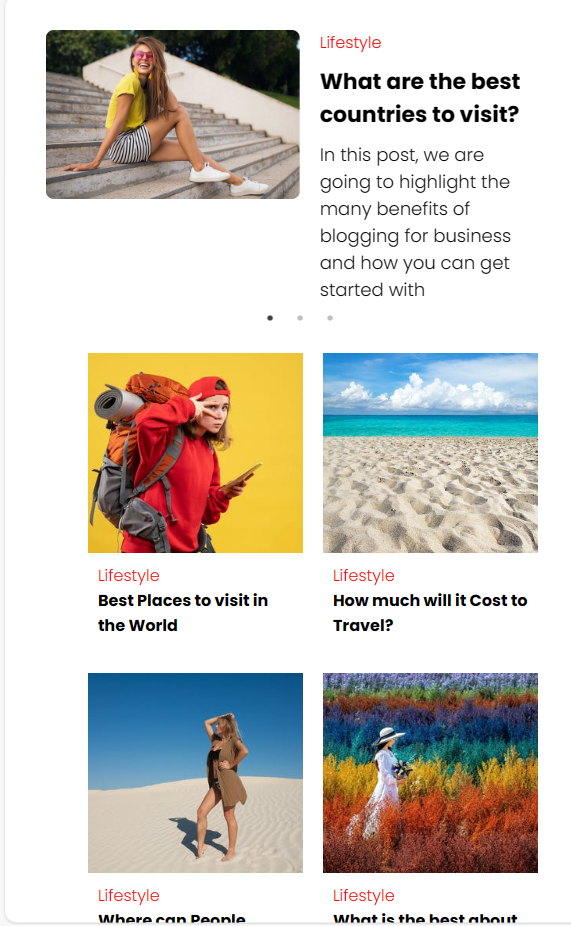 Lifestyle
What are the best
countries to visit?
In this post, we are
going to highlight the
many benefits of
blogging for business
and how you can get
started with
Lifestyle
Best Places to visit in
the World
Lifestyle
How much will it Cost to
Travel?
Lifestyle
Where can People
Lifestyle
What is the best about